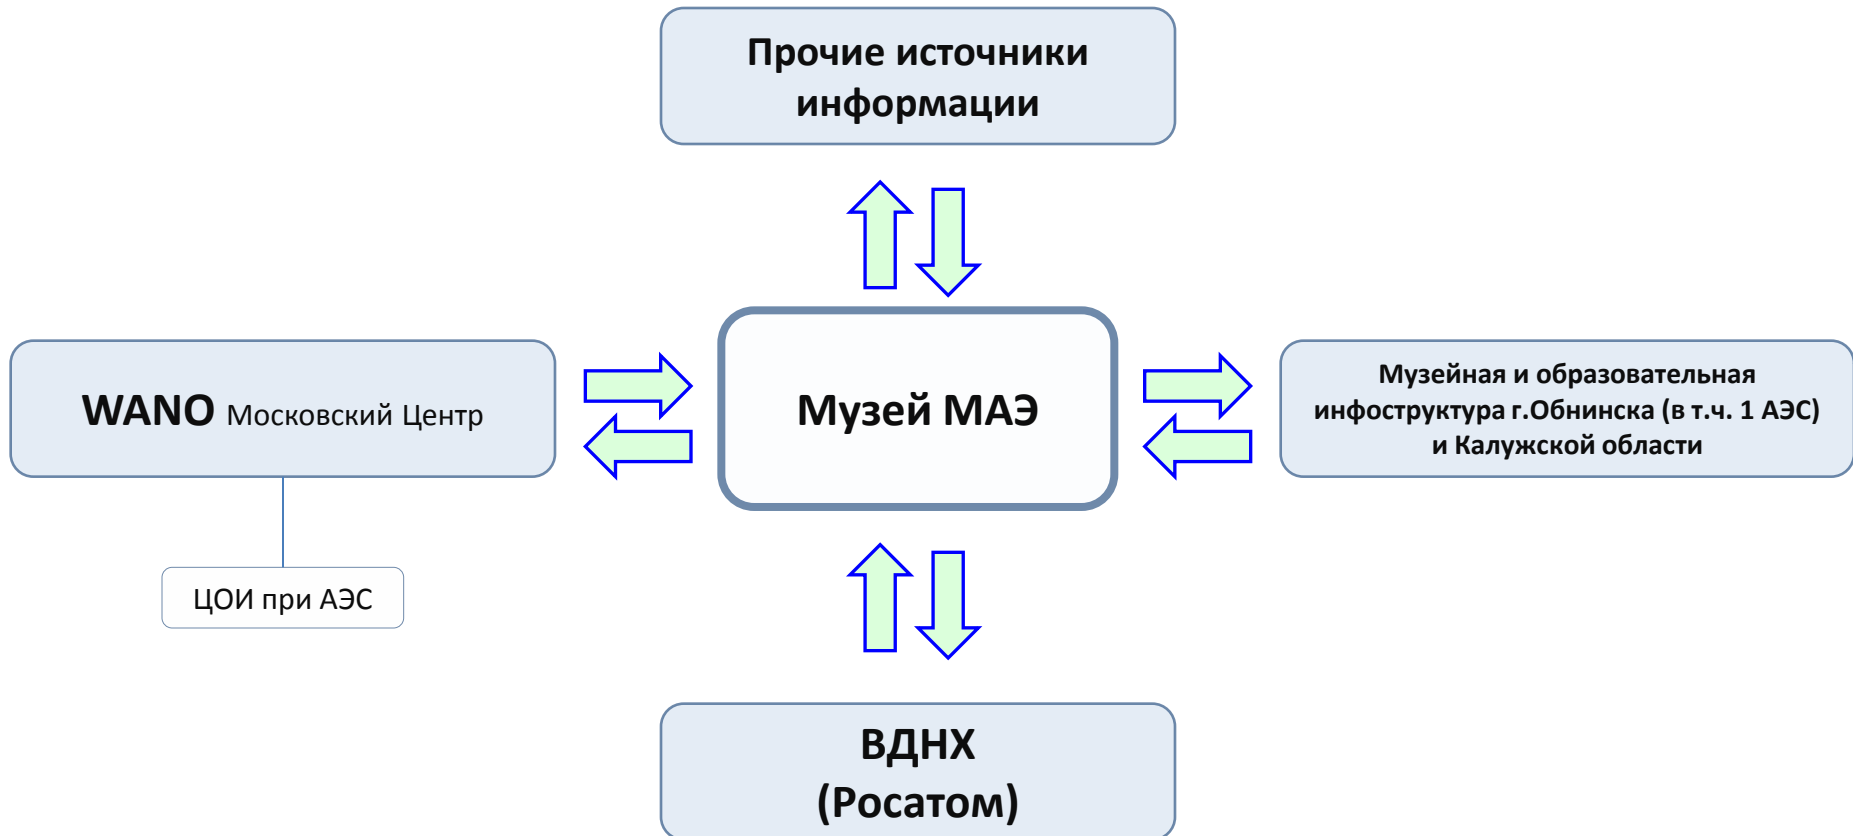 Прочие источники
информации
WANO Московский Центр
Музей МАЭ
Музейная и образовательная
инфоструктура г.Обнинска (в т.ч. 1 АЭС)
и Калужской области
ЦОИ при АЭС
ВДНХ
(Росатом)